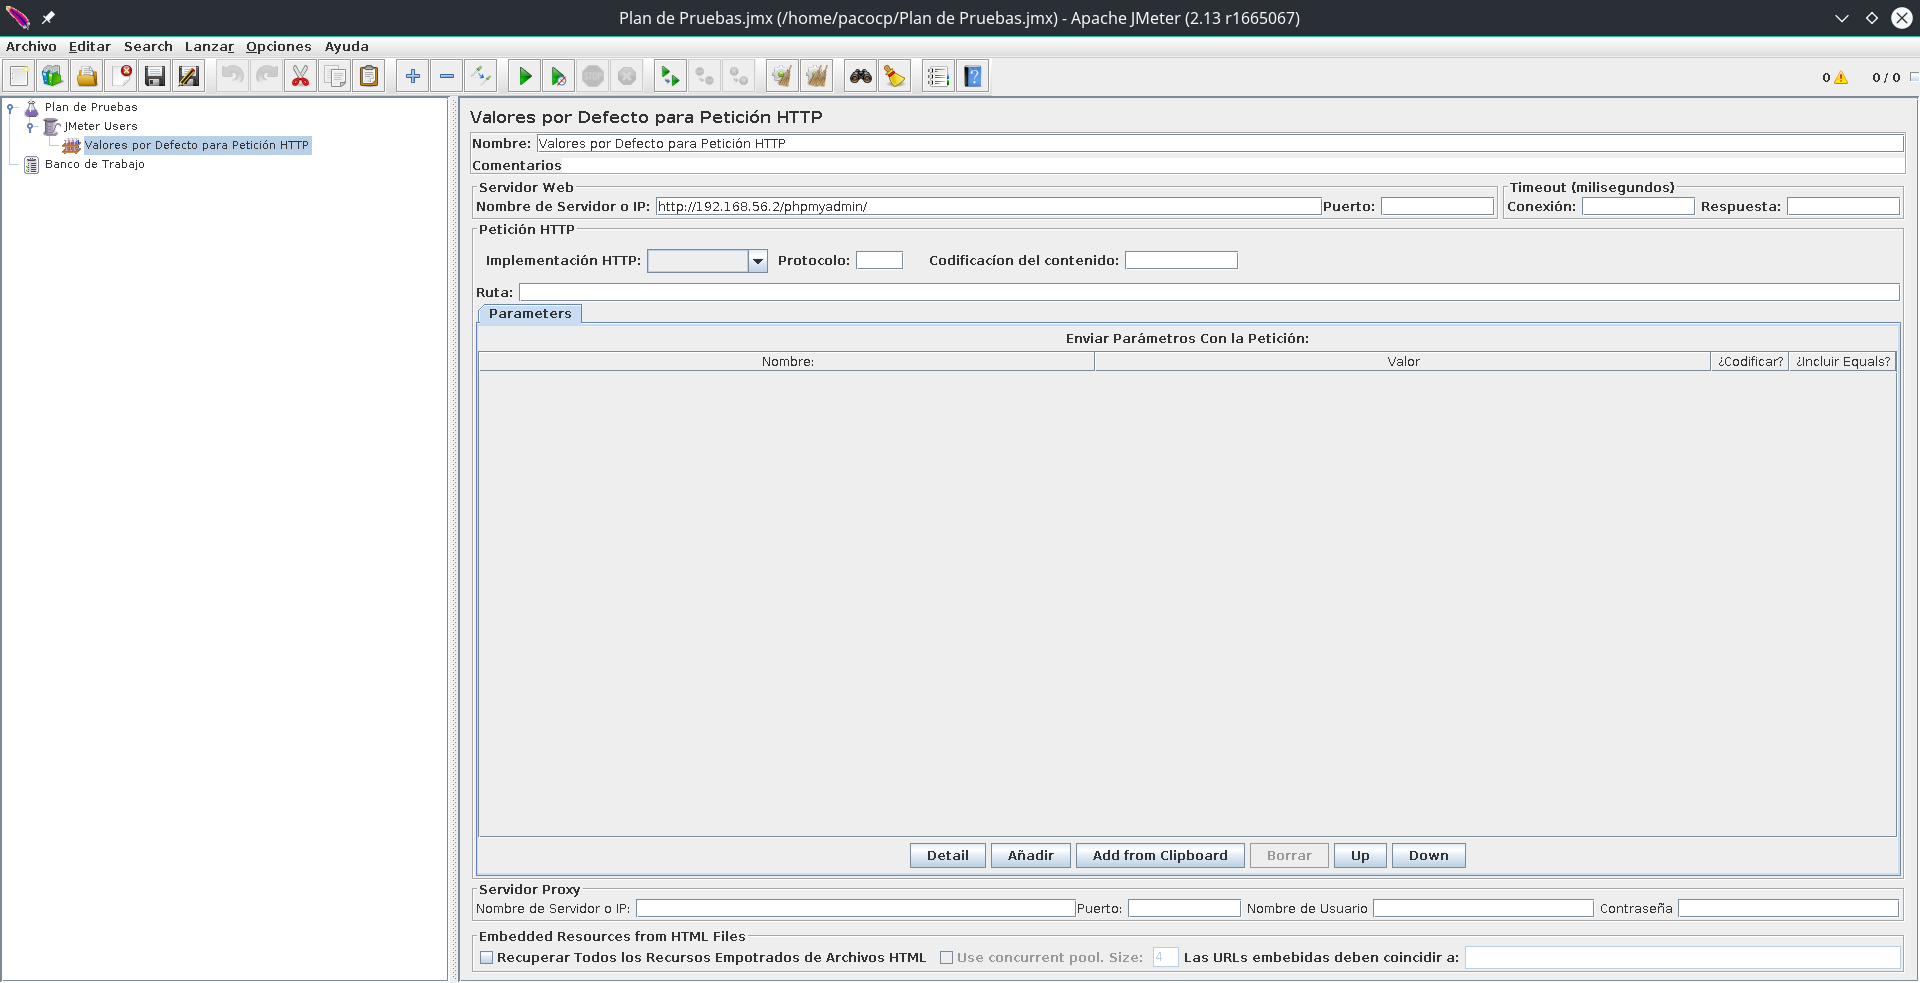 Plan de Pruebas.jmx (/home/pacocp/Plan de Pruebas.jmx) - Apache JMeter (2.13 r1665067)
Archivo Editar Search Lanzar Opciones Ayuda
STOP
0 0 / 0
Plan de Pruebas
JMeter Users
Valores por Defecto para Petición HTTP
Banco de Trabajo
Valores por Defecto para Petición HTTP
Nombre: Valores por Defecto para Petición HTTP
Comentarios
Servidor Web
Nombre de Servidor o IP: http://192.168.56.2/phpmyadmin/ Puerto:
Timeout (milisegundos)
Conexión: Respuesta:
Petición HTTP
Implementación HTTP: Protocolo: Codificacíon del contenido:
Ruta:
Parameters
Enviar Parámetros Con la Petición:
Nombre: Valor ¿Codificar? ¿Incluir Equals?
Detail Añadir Add from Clipboard Borrar Up Down
Servidor Proxy
Nombre de Servidor o IP: Puerto: Nombre de Usuario Contraseña
Embedded Resources from HTML Files
Recuperar Todos los Recursos Empotrados de Archivos HTML Use concurrent pool. Size: 4 Las URLs embebidas deben coincidir a: